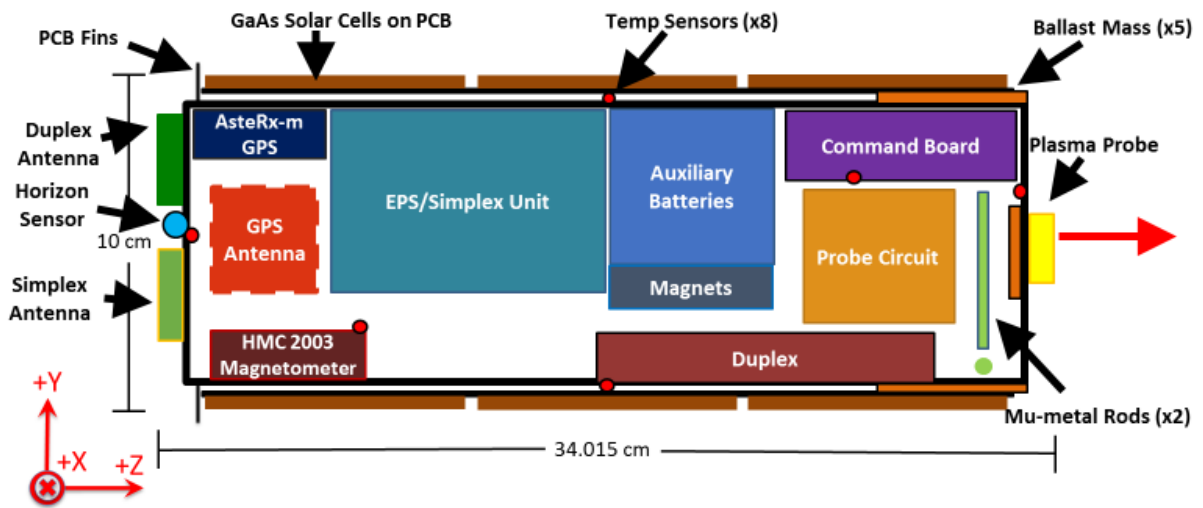 GaAs Solar Cells on PCB
Temp Sensors (x8)
Ballast Mass (x5)
PCB Fins
Duplex
Antenna
Horizon
Sensor
10 cm
Simplex
Antenna
AsteRx-m
GPS
GPS
Antenna
EPS/Simplex Unit
Auxiliary
Batteries
Magnets
Command Board
Probe Circuit
Plasma Probe
HMC 2003
Magnetometer
Duplex
Mu-metal Rods (x2)
34.015 cm
+Y
+X
+Z